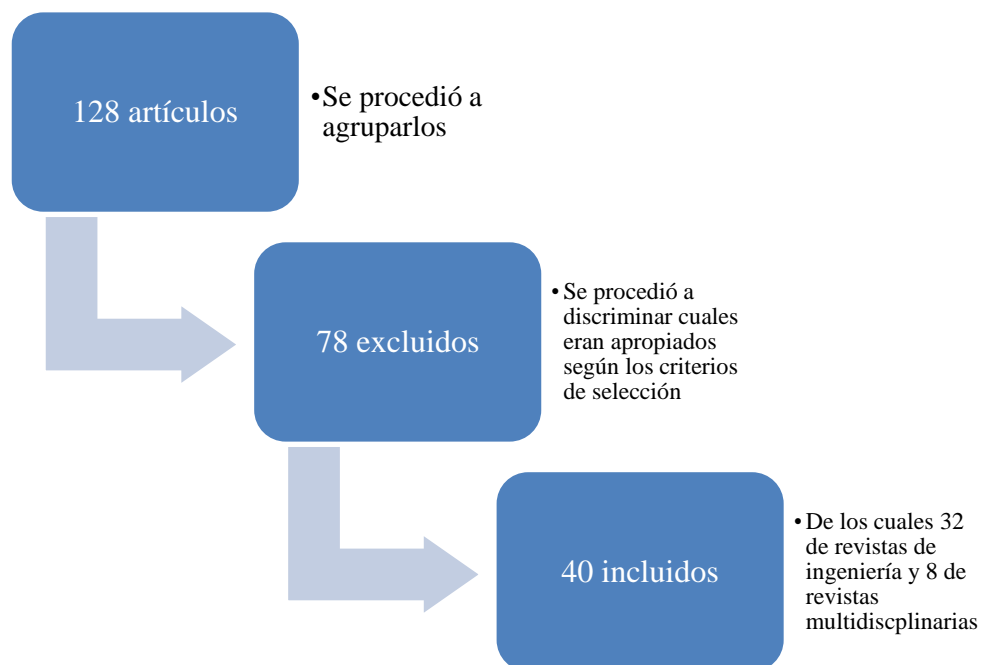 128 artículos
•Se procedió a
agruparlos
78 excluidos
•Se procedió a
discriminar cuales
eran apropiados
según los criterios
de selección
40 incluidos
•De los cuales 32
de revistas de
ingeniería y 8 de
revistas
multidiscplinarias